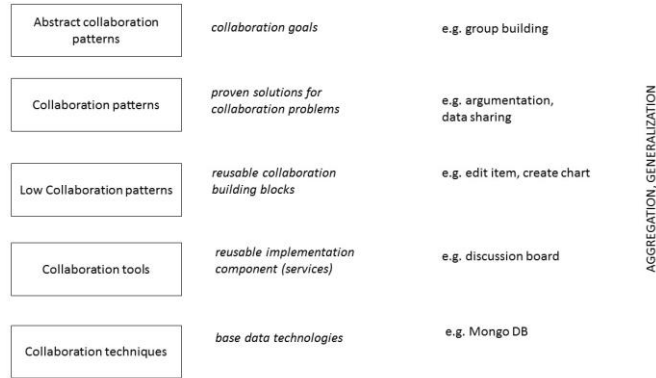 Abstract collaboration
patterns
collaboration goals
e.g. group building
Collaboration patterns
proven solutions for
collaboration problems
e.g. argumentation,
data sharing
Low Collaboration patterns
reusable collaboration
building blocks
e.g. edit item, create chart
Collaboration tools
reusable implementation
component (services)
e.g. discussion board
Collaboration techniques
base data technologies
e.g. Mongo DB
AGGREGATION, GENERALIZATION